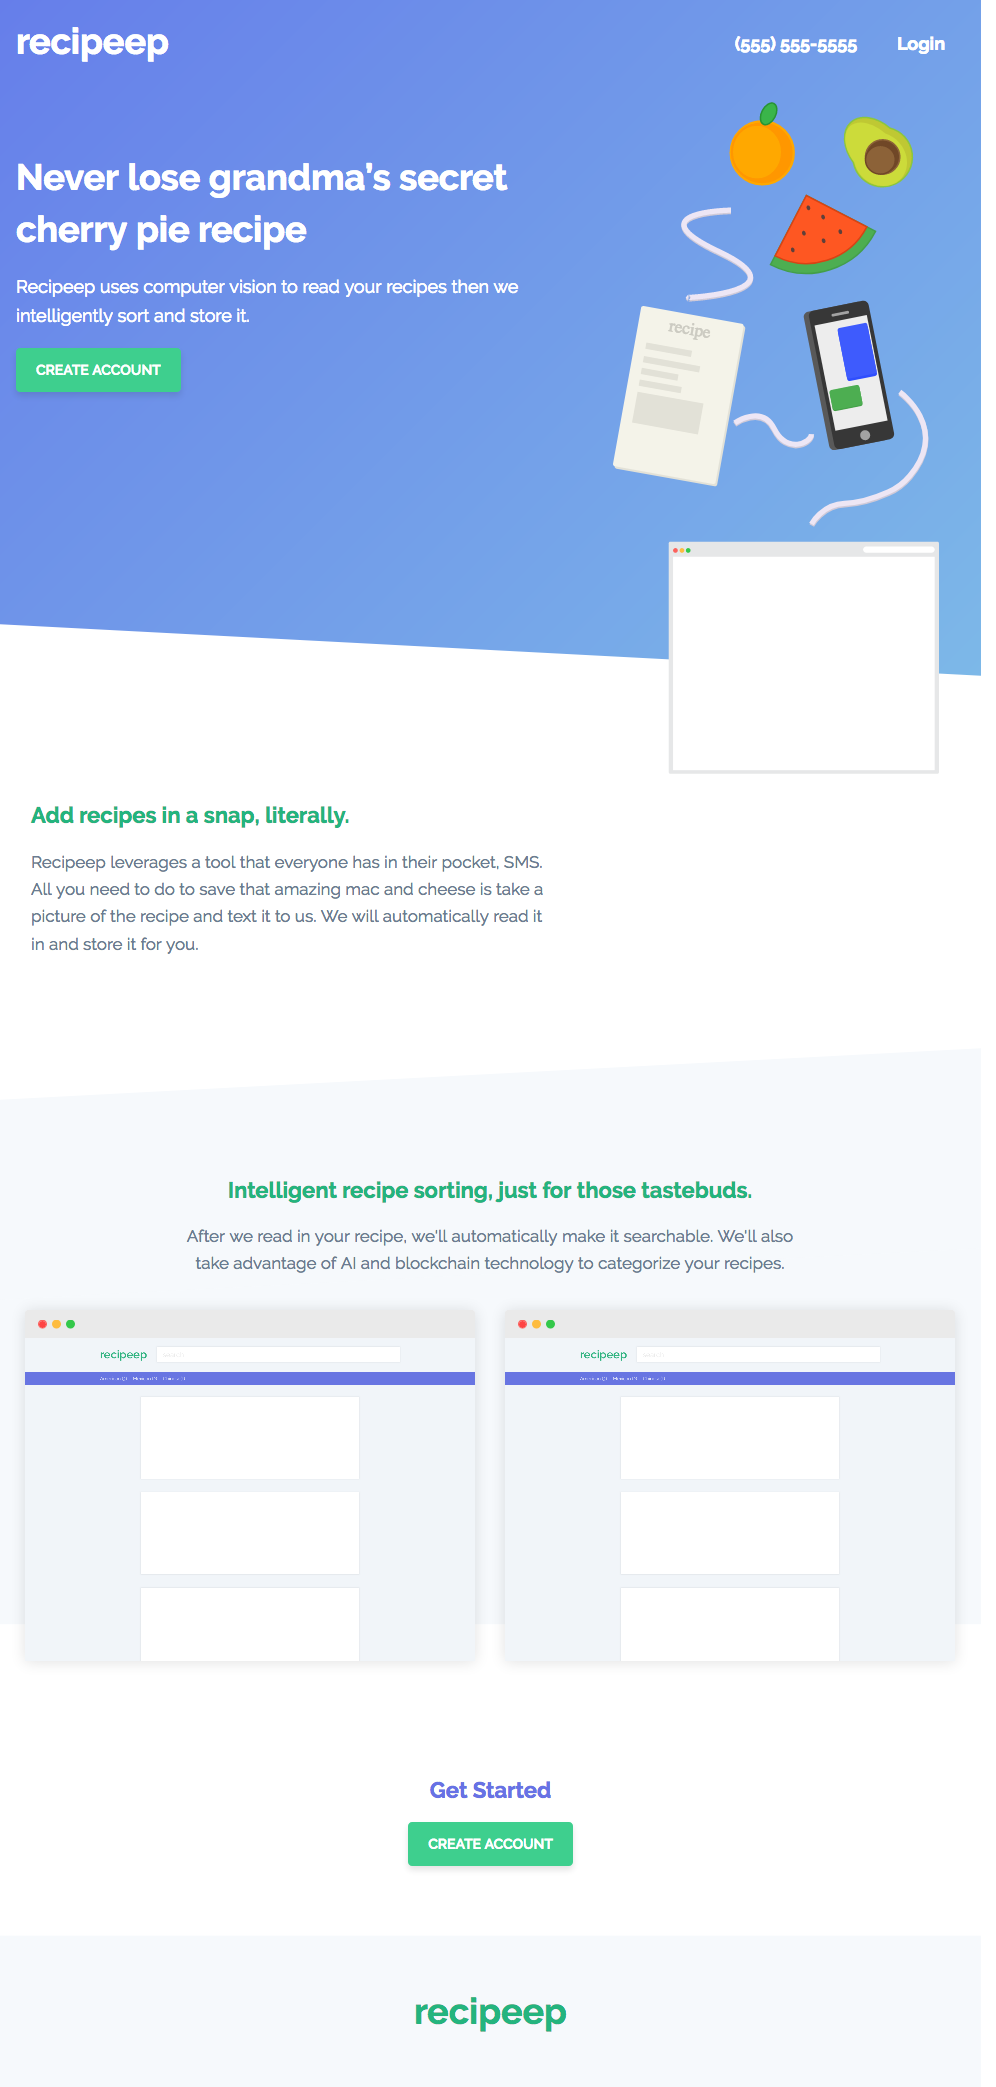 recipeep
(555) 555-5555 Login
Never lose grandma's secret
cherry pie recipe
Recipeep uses computer vision to read your recipes then we
intelligently sort and store it.
CREATE ACCOUNT
recipe
Add recipes in a snap, literally.
Recipeep leverages a tool that everyone has in their pocket, SMS.
All you need to do to save that amazing mac and cheese is take a
picture of the recipe and text it to us. We will automatically read it
in and store it for you.
Intelligent recipe sorting, just for those tastebuds.
After we read in your recipe, we'll automatically make it searchable. We'll also
take advantage of AI and blockchain technology to categorize your recipes.
recipeep
recipeep
Get Started
CREATE ACCOUNT
recipeep